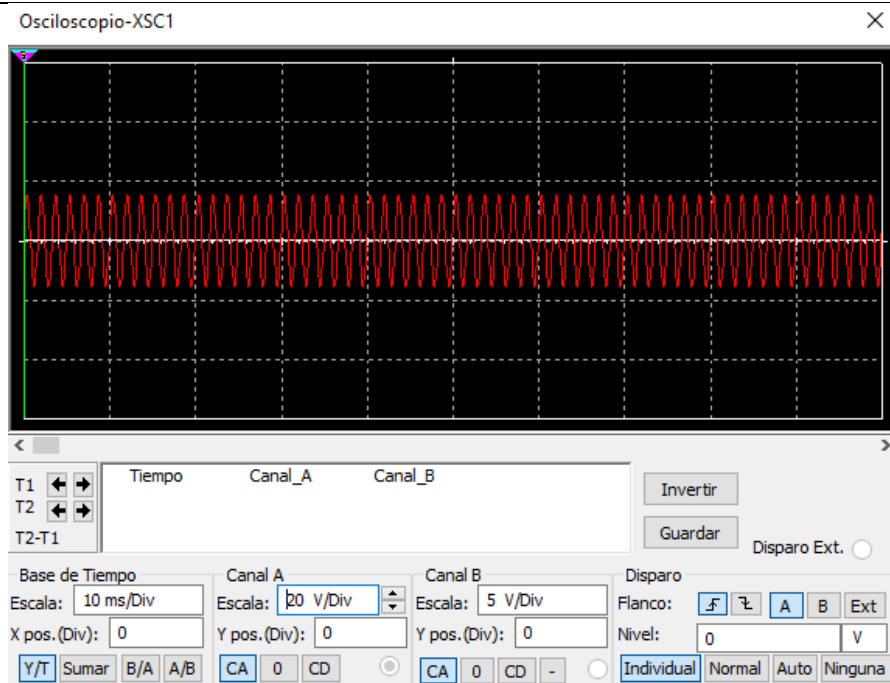 Osciloscopio-XSC1
Tiempo Canal_A Canal_B
T1
T2
T2-T1
Invertir
Guardar
Disparo Ext.
Base de Tiempo Canal A Canal B Disparo
Escala: 10 ms/Div Escala: 20 V/Div Escala: 5 V/Div Flanco: A B Ext
X pos.(Div): 0 Y pos.(Div): 0 Y pos.(Div): 0 Nivel: 0 V
Y/T Sumar B/A A/B CA 0 CD CA 0 CD - Individual Normal Auto Ninguna